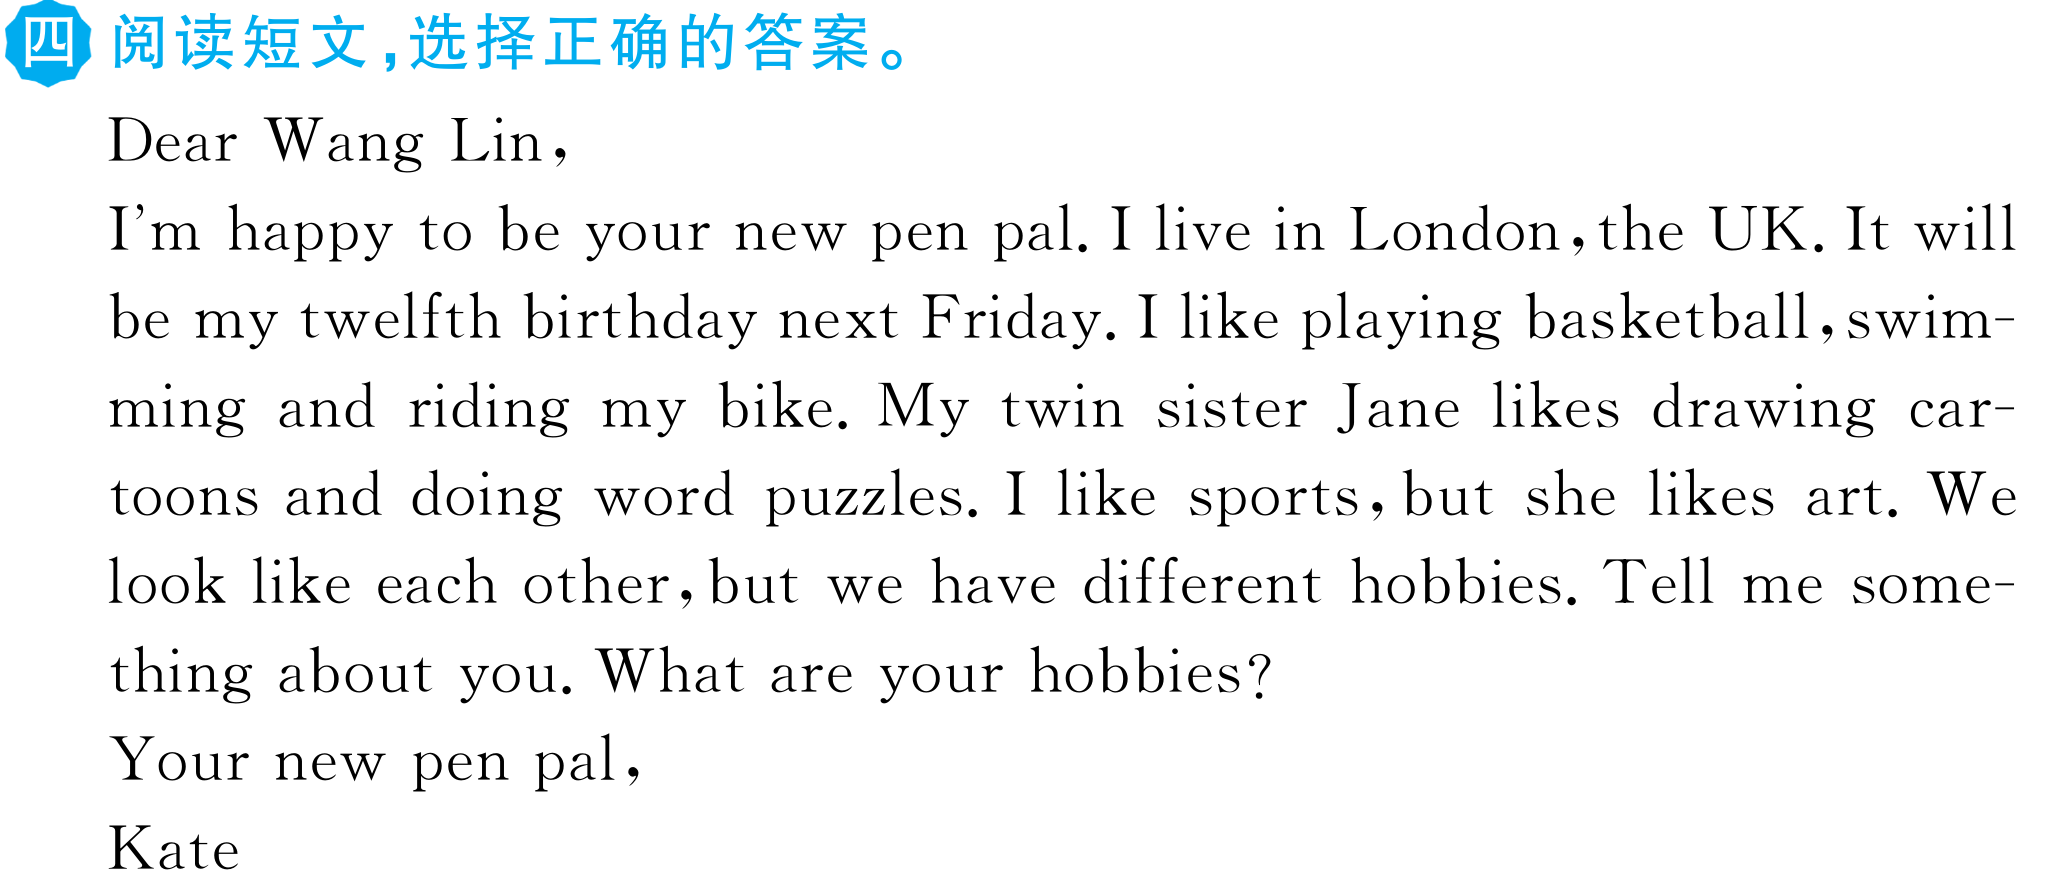 四 阅读短文,选择正确的答案。
Dear Wang Lin,
I'm happy to be your new pen pal. I live in London,the UK. It will
be my twelfth birthday next Friday. I like playing basketball,swim-
ming and riding my bike. My twin sister Jane likes drawing car-
toons and doing word puzzles. I like sports,but she likes art. We
look like each other,but we have different hobbies. Tell me some-
thing about you. What are your hobbies?
Your new pen pal,
Kate